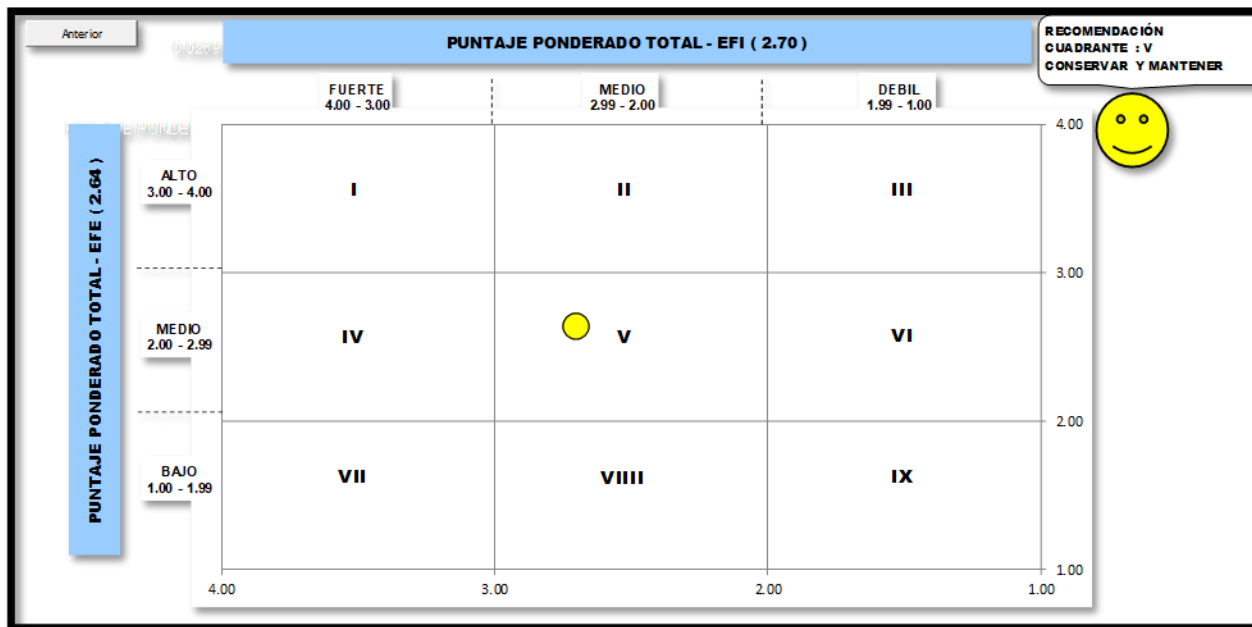 Anterior
0.0259
PUNTAJE PONDERADO TOTAL - EFI ( 2.70 )
RECOMENDACIÓN
CUADRANTE : V
CONSERVAR Y MANTENER
FUERTE
4.00 - 3.00
MEDIO
2.99 - 2.00
DEBIL
1.99 - 1.00
PUNTAJE PONDERADO TOTAL - EFE ( 2.64 )
ALTO
3.00 - 4.00
MEDIO
2.00 - 2.99
BAJO
1.00 - 1.99
I
II
III
IV
V
VI
VII
VIIII
IX
4.00
3.00
2.00
1.00
4.00
3.00
2.00
1.00